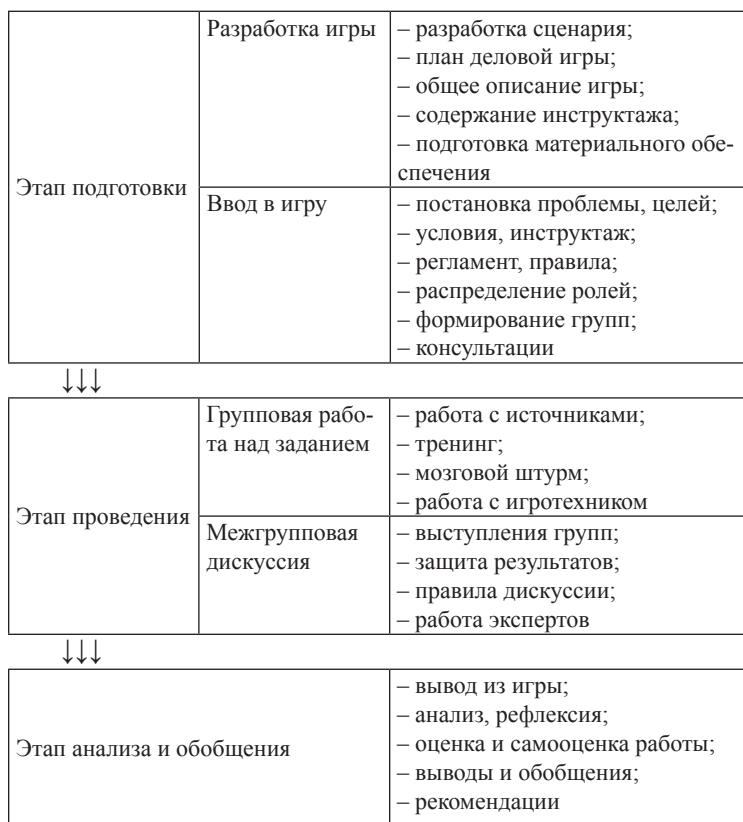 Разработка игры
– разработка сценария;
– план деловой игры;
– общее описание игры;
– содержание инструктажа;
– подготовка материального обе-
спечения
Этап подготовки
Ввод в игру
– постановка проблемы, целей;
– условия, инструктаж;
– регламент, правила;
– распределение ролей;
– формирование групп;
– консультации
↓↓↓
Групповая рабо-
та над заданием
– работа с источниками;
– тренинг;
– мозговой штурм;
– работа с игротехником
Этап проведения
Межгрупповая
дискуссия
– выступления групп;
– защита результатов;
– правила дискуссии;
– работа экспертов
↓↓↓
Этап анализа и обобщения
– вывод из игры;
– анализ, рефлексия;
– оценка и самооценка работы;
– выводы и обобщения;
– рекомендации